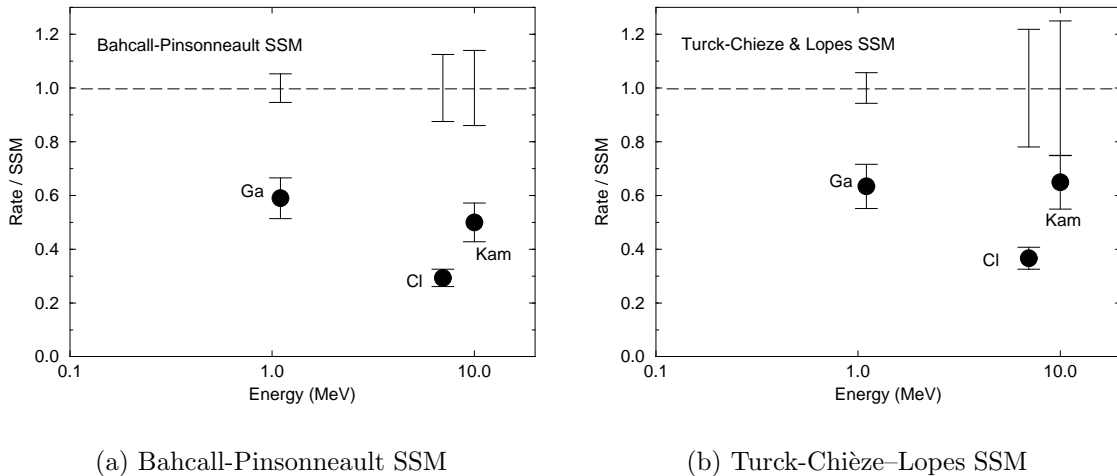 Bahcall-Pinsonneault SSM
Rate / SSM
1.2
1.0
0.8
0.6
0.4
0.2
0.0
Ga
Cl
Kam
0.1
1.0
10.0
Energy (MeV)
(a) Bahcall-Pinsonneault SSM
Turck-Chieze & Lopes SSM
Rate / SSM
1.2
1.0
0.8
0.6
0.4
0.2
0.0
Ga
Cl
Kam
0.1
1.0
10.0
Energy (MeV)
(b) Turck-Chièze–Lopes SSM